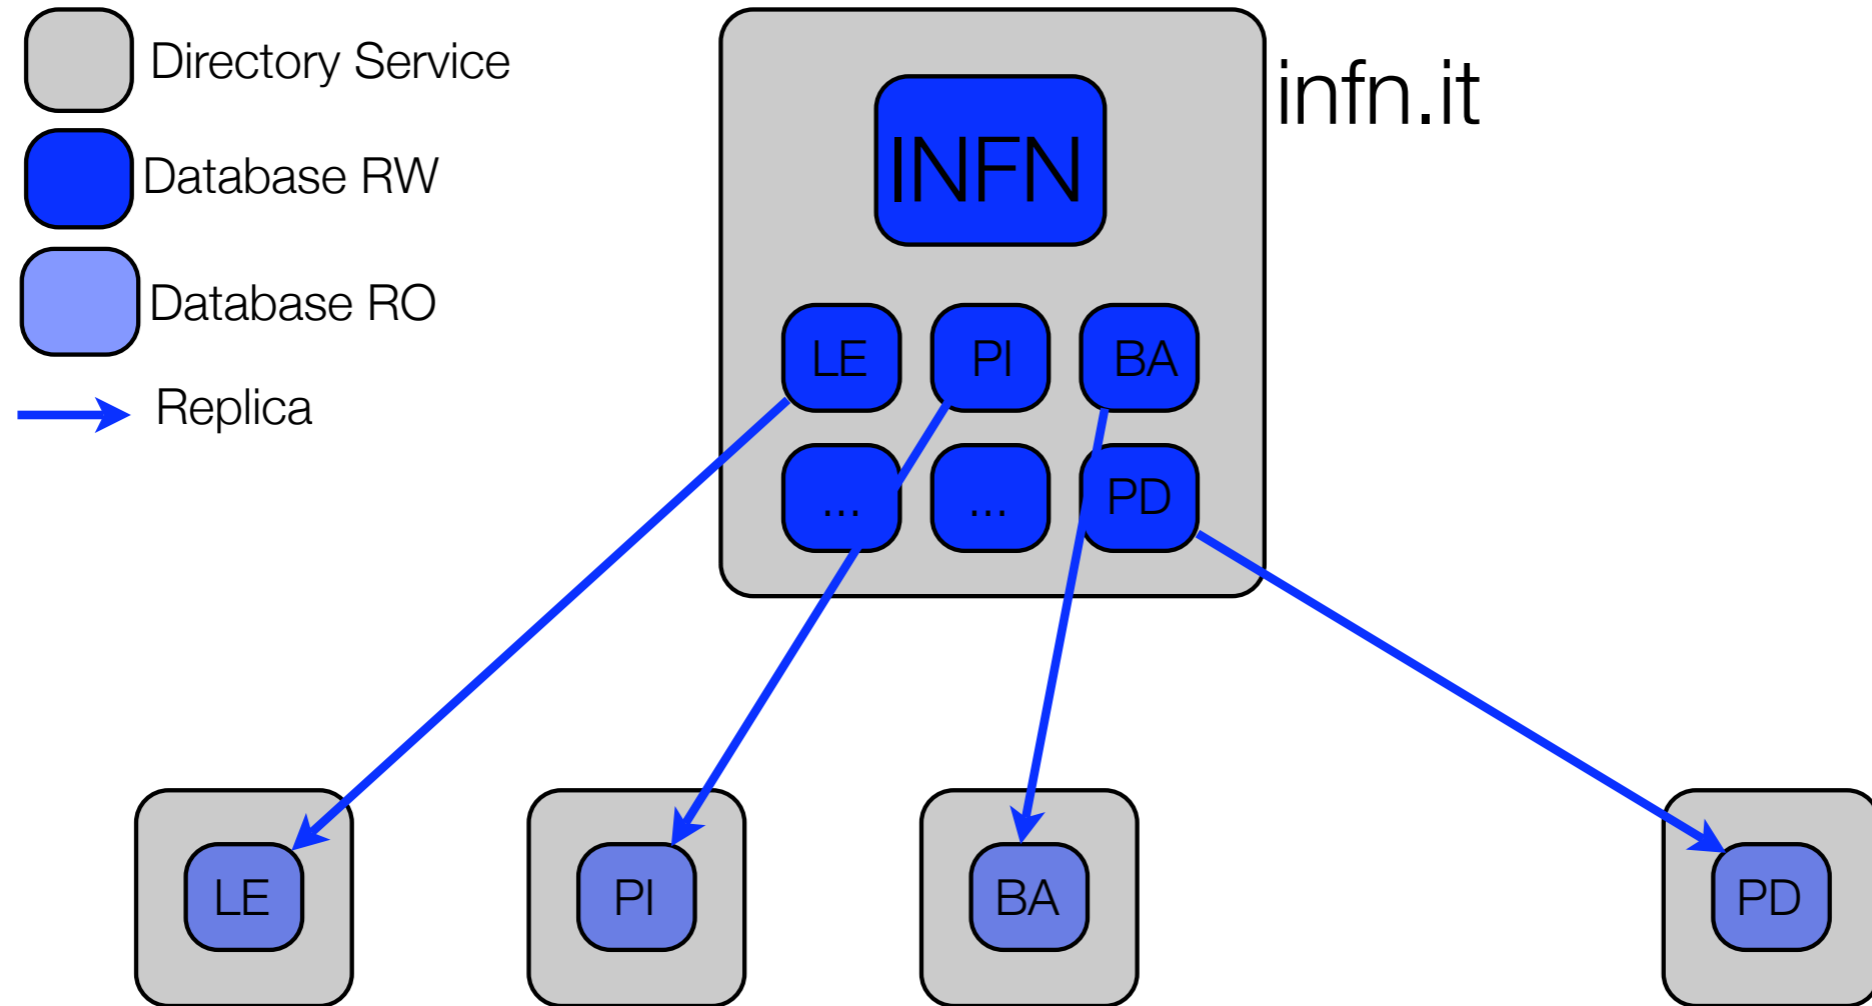 Directory Service
Database RW
Database RO
Replica
infn.it
INFN
LE PI BA
... ... PD
LE PI BA PD